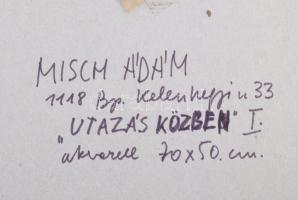 MISCH ÁDÁM
1118 Bp. Kelenhegyi u 33
„UTAZÁS KÖZBEN" I.
akvarell 70x50.cm.